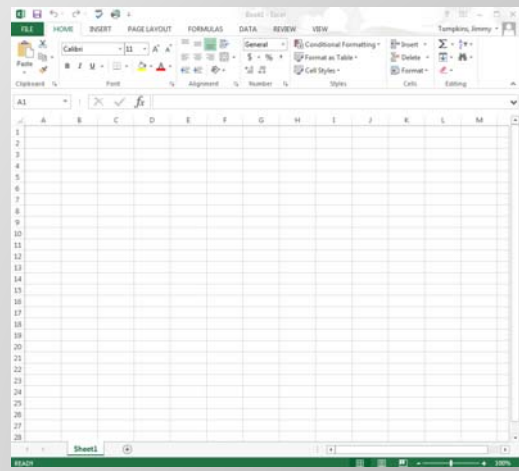 Book1 - Excel
FILE HOME INSERT PAGE LAYOUT FORMULAS DATA REVIEW VIEW Tompkins, Jimmy
Calibri 11 General Conditional Formatting Insert
Paste B I U $ % Format as Table Delete
Cell Styles Format
Clipboard Font Alignment Number Styles Cells Editing
A1 fx
A B C D E F G H I J K L M
1
2
3
4
5
6
7
8
9
10
11
12
13
14
15
16
17
18
19
20
21
22
23
24
25
26
27
28
Sheet1
READY 100%